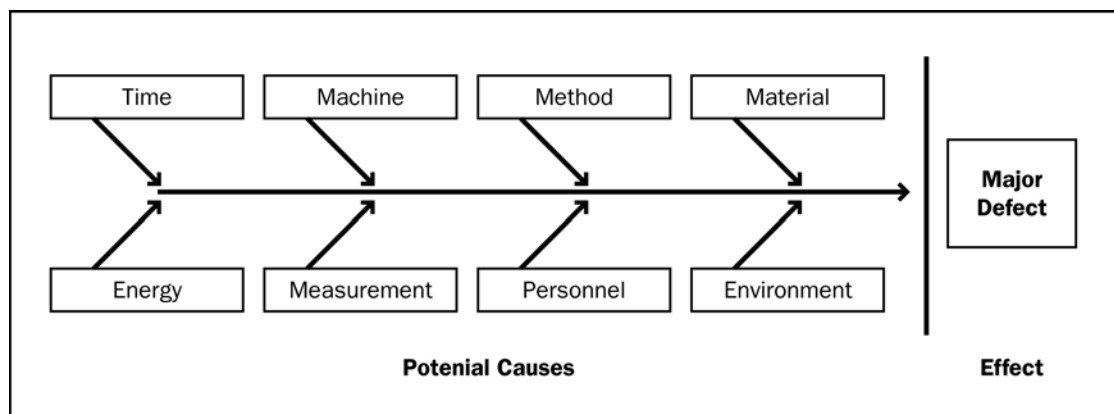 Time
Machine
Method
Material
Major
Defect
Energy
Measurement
Personnel
Environment
Potenial Causes
Effect